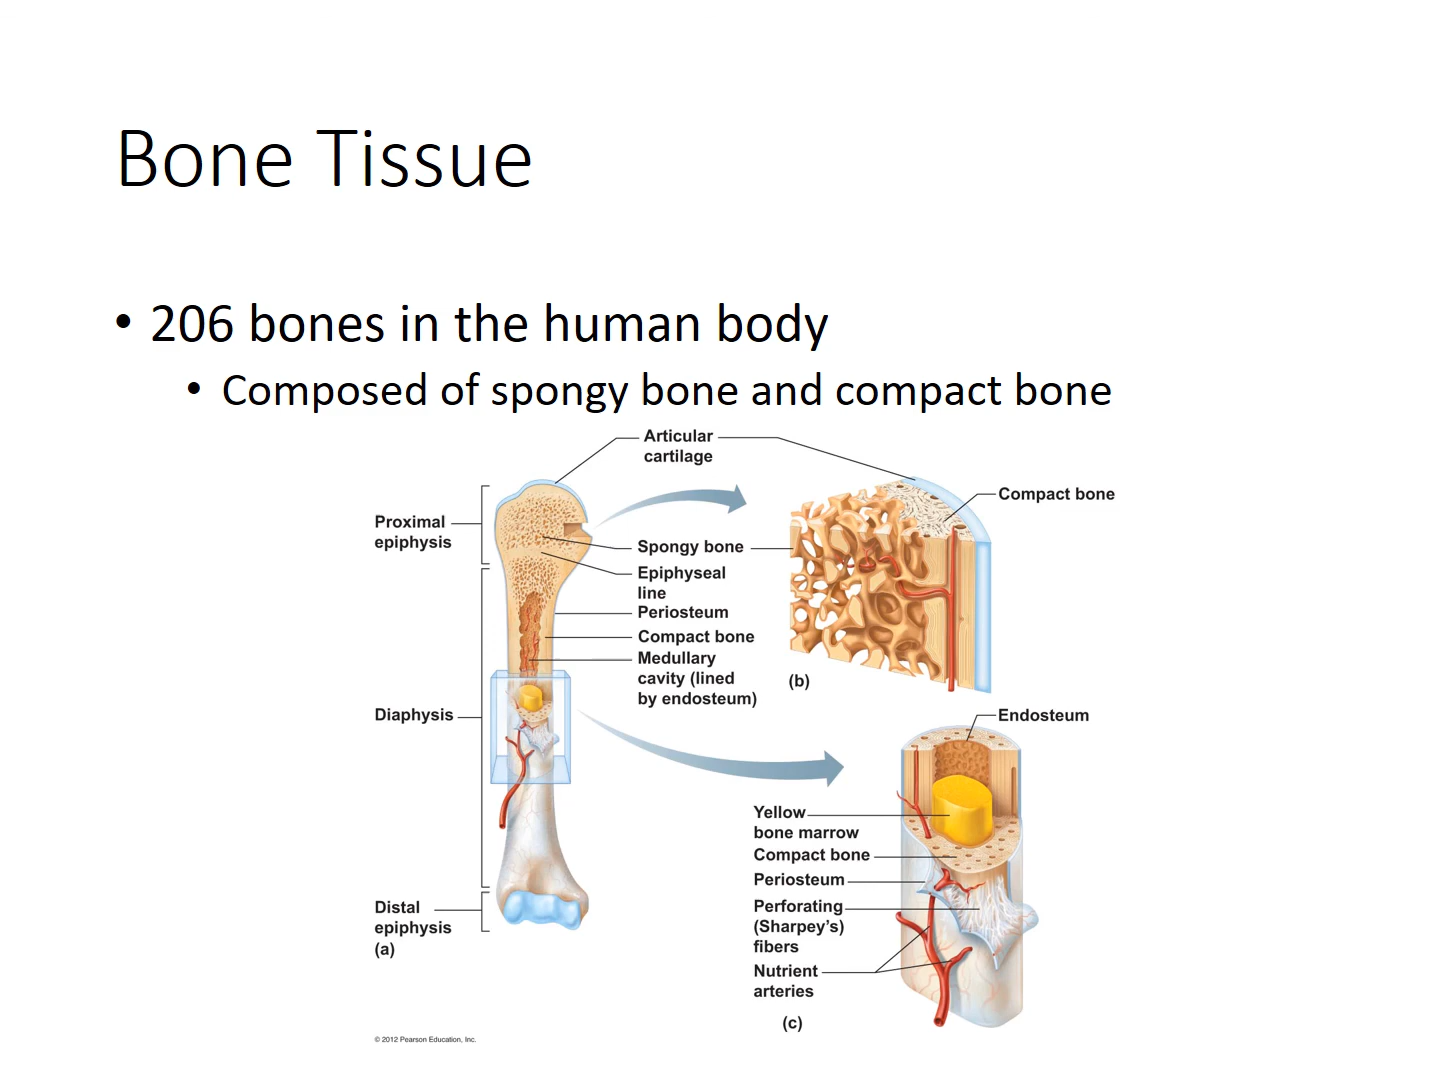 Bone Tissue
• 206 bones in the human body
• Composed of spongy bone and compact bone
Articular
cartilage
Compact bone
Proximal
epiphysis
Spongy bone
Epiphyseal
line
Periosteum
Compact bone
Medullary
cavity (lined
by endosteum)
(b)
Diaphysis
Endosteum
Yellow
bone marrow
Compact bone
Periosteum
Perforating
(Sharpey's)
fibers
Nutrient
arteries
(c)
Distal
epiphysis
(a)
© 2012 Pearson Education, Inc.